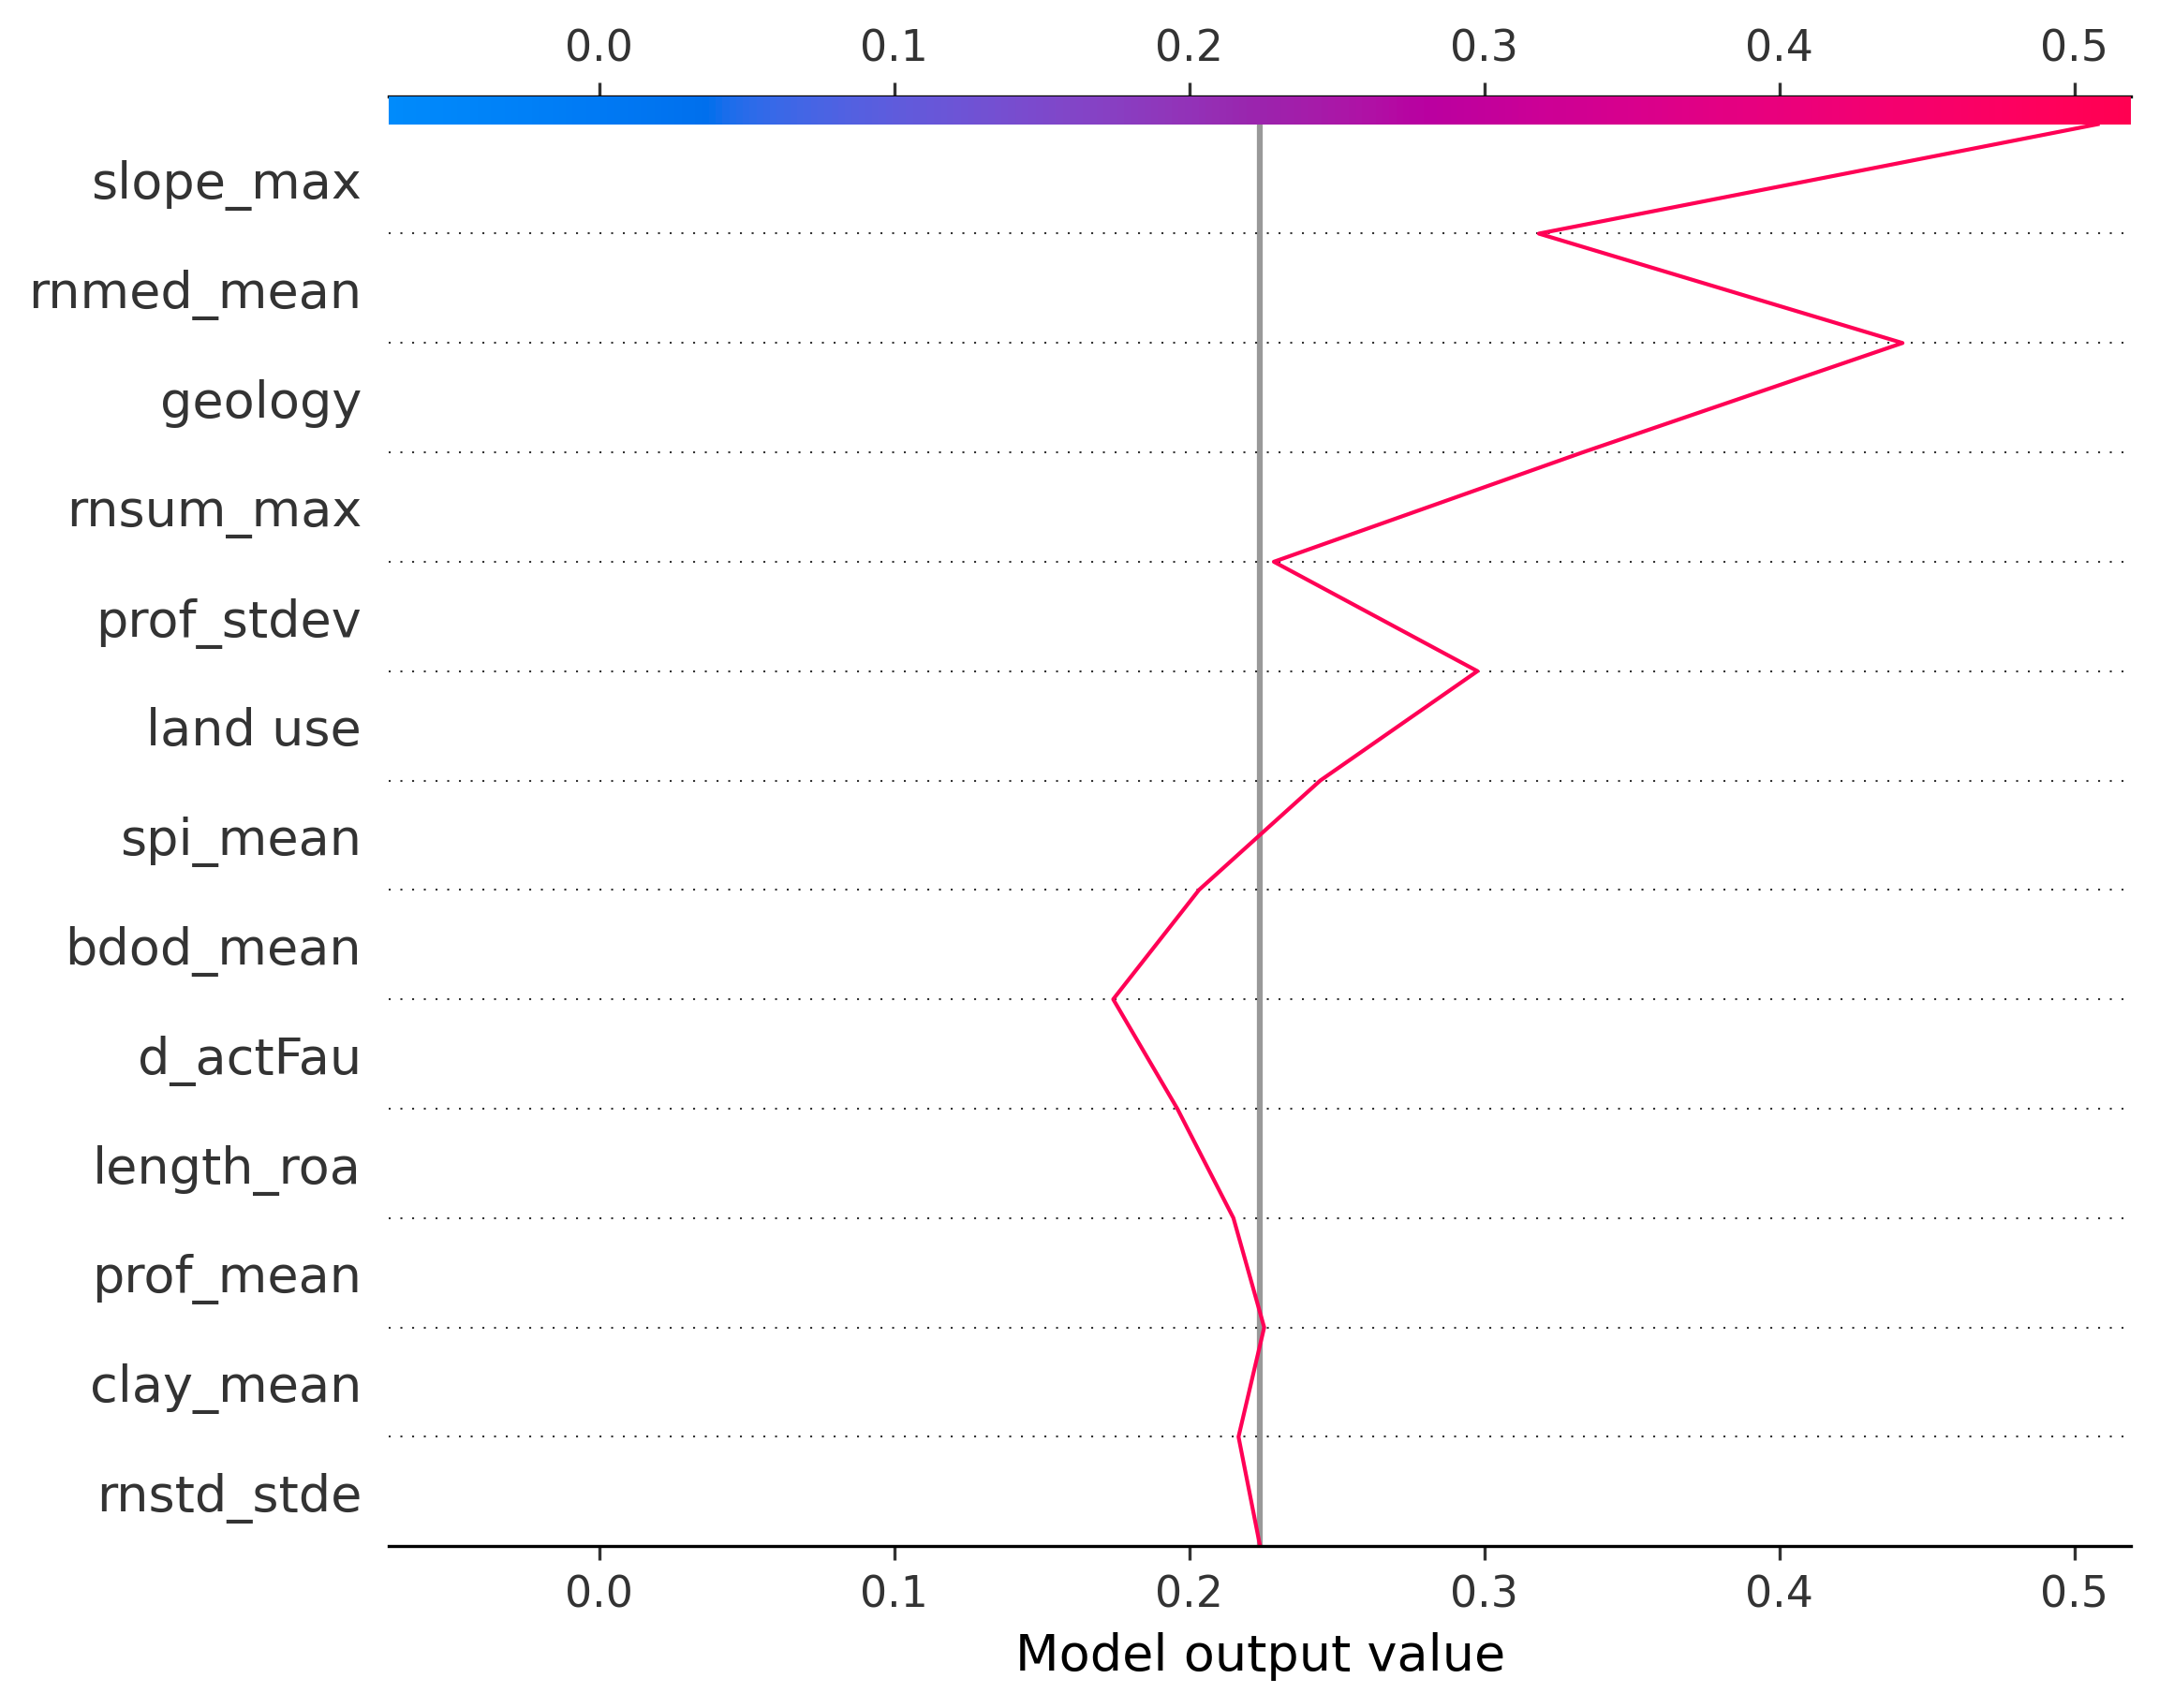 0.0 0.1 0.2 0.3 0.4 0.5
slope_max
rnmed_mean
geology
rnsum_max
prof_stdev
land use
spi_mean
bdod_mean
d_actFau
length_roa
prof_mean
clay_mean
rnstd_stde
0.0 0.1 0.2 0.3 0.4 0.5
Model output value